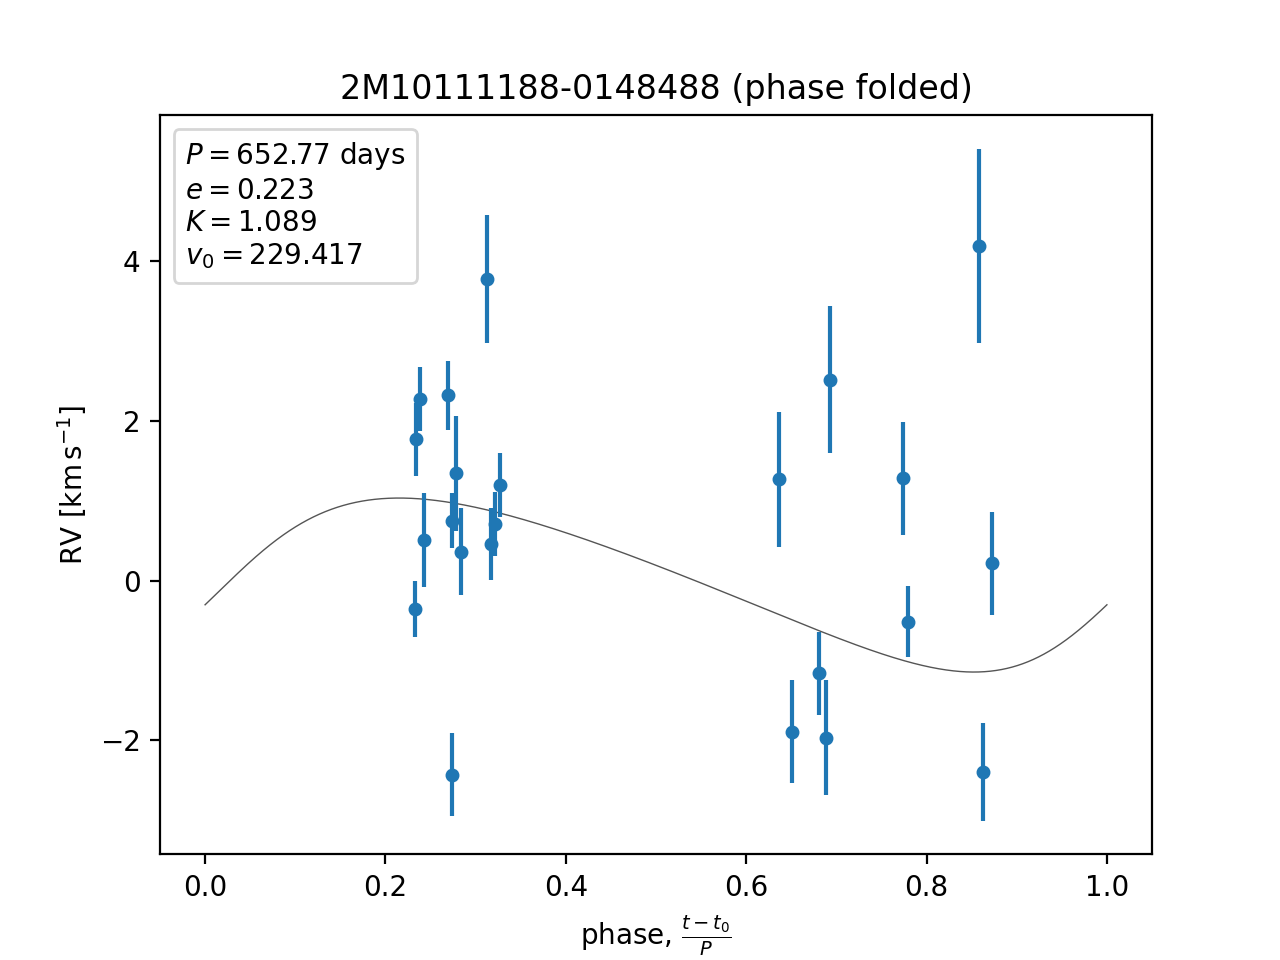 2M10111188-0148488 (phase folded)
P = 652.77 days
e = 0.223
K = 1.089
v₀ = 229.417
RV [km s⁻¹]
4
2
0
−2
0.0 0.2 0.4 0.6 0.8 1.0
phase, (t − t₀)/P